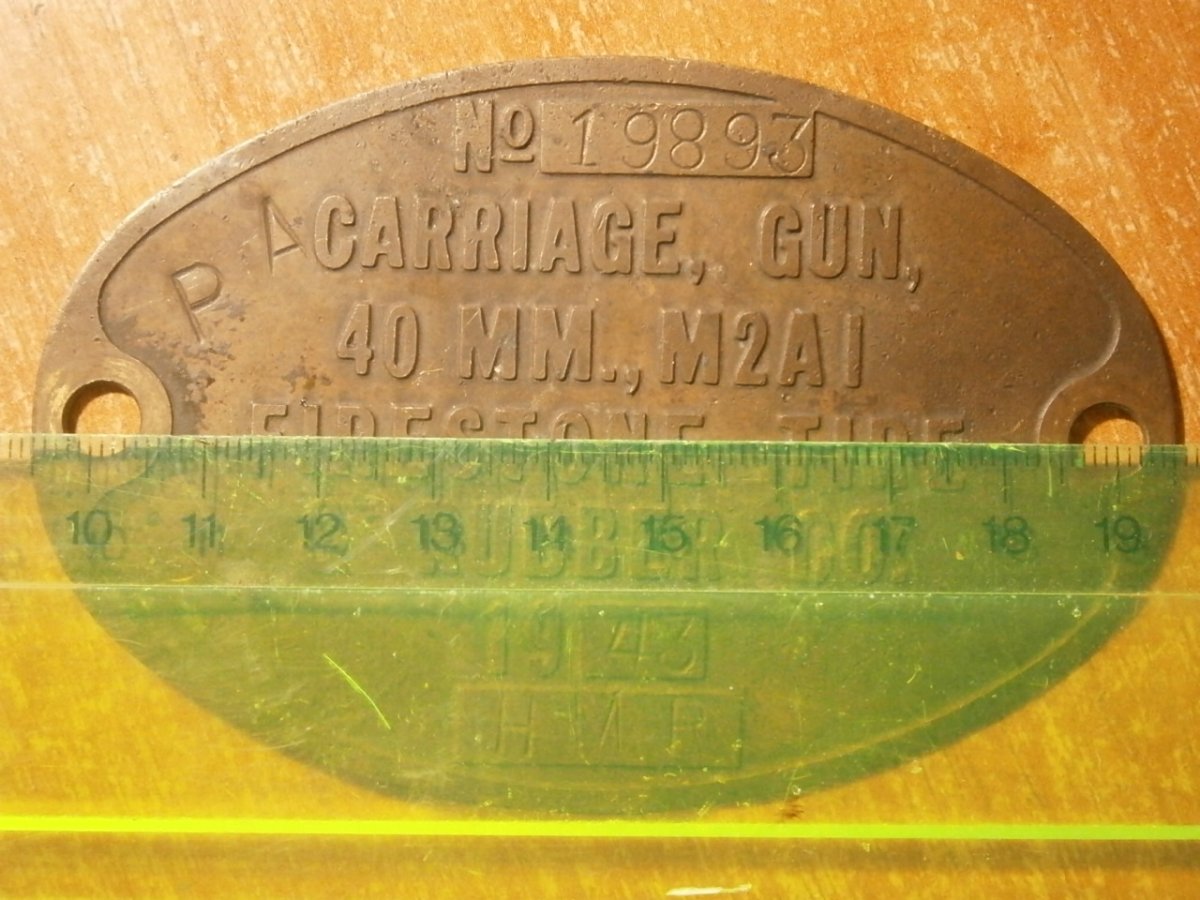 No 19893
P A
CARRIAGE, GUN,
40 MM., M2A1
FIRESTONE TIRE
RUBBER CO.
1943
10 11 12 13 14 15 16 17 18 19